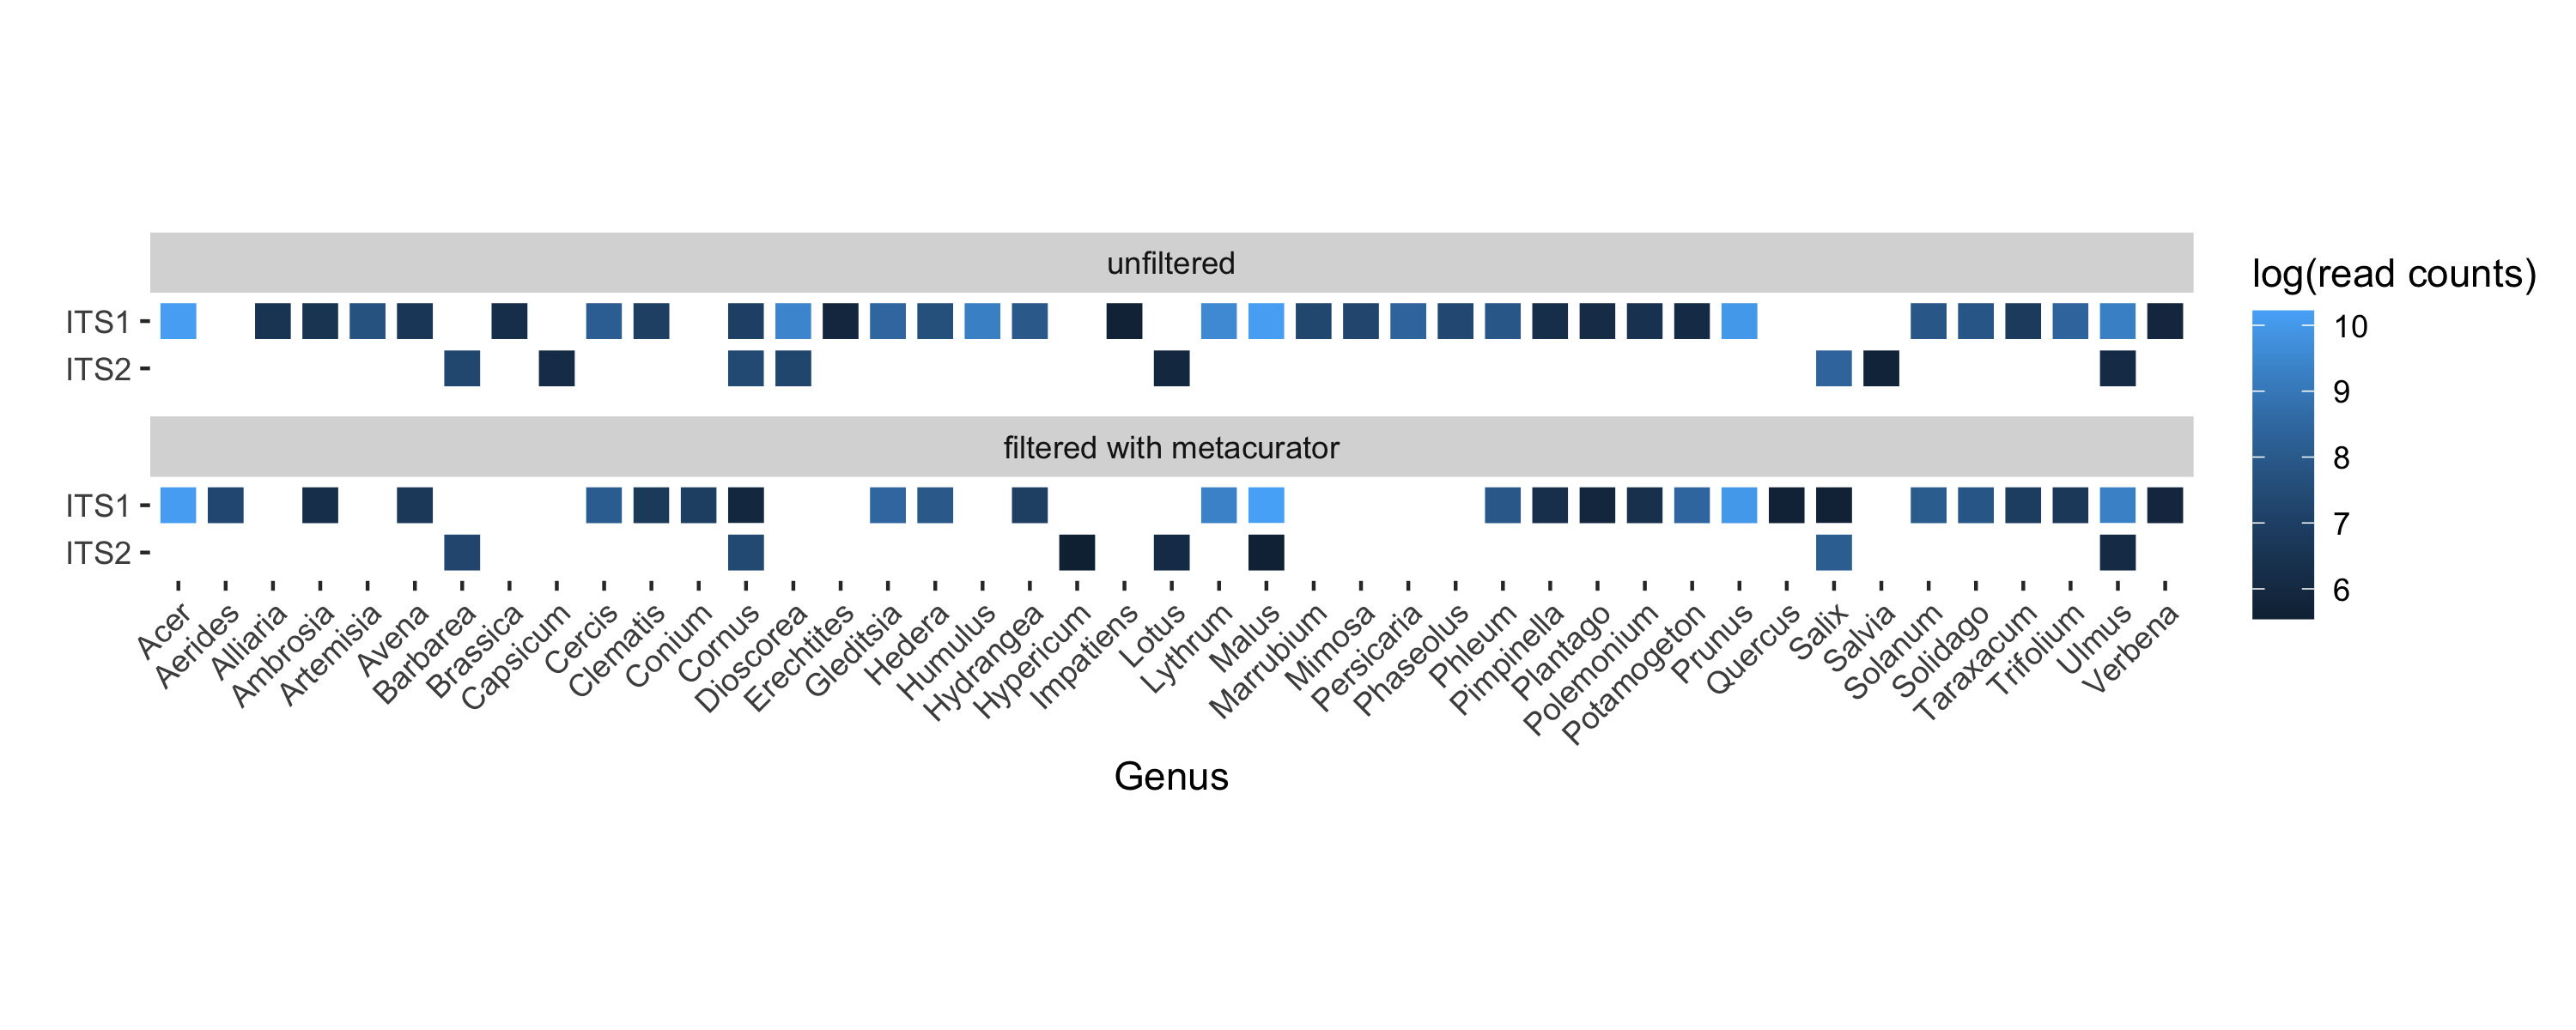 unfiltered
log(read counts)
ITS1
10
ITS2
9
filtered with metacurator
8
ITS1
7
ITS2
6
Acer
Aerides
Alliaria
Ambrosia
Artemisia
Avena
Barbarea
Brassica
Capsicum
Cercis
Clematis
Conium
Cornus
Dioscorea
Erechtites
Gleditsia
Hedera
Humulus
Hydrangea
Hypericum
Impatiens
Lotus
Lythrum
Malus
Marrubium
Mimosa
Persicaria
Phaseolus
Phleum
Pimpinella
Plantago
Polemonium
Potamogeton
Prunus
Quercus
Salix
Salvia
Solanum
Solidago
Taraxacum
Trifolium
Ulmus
Verbena
Genus